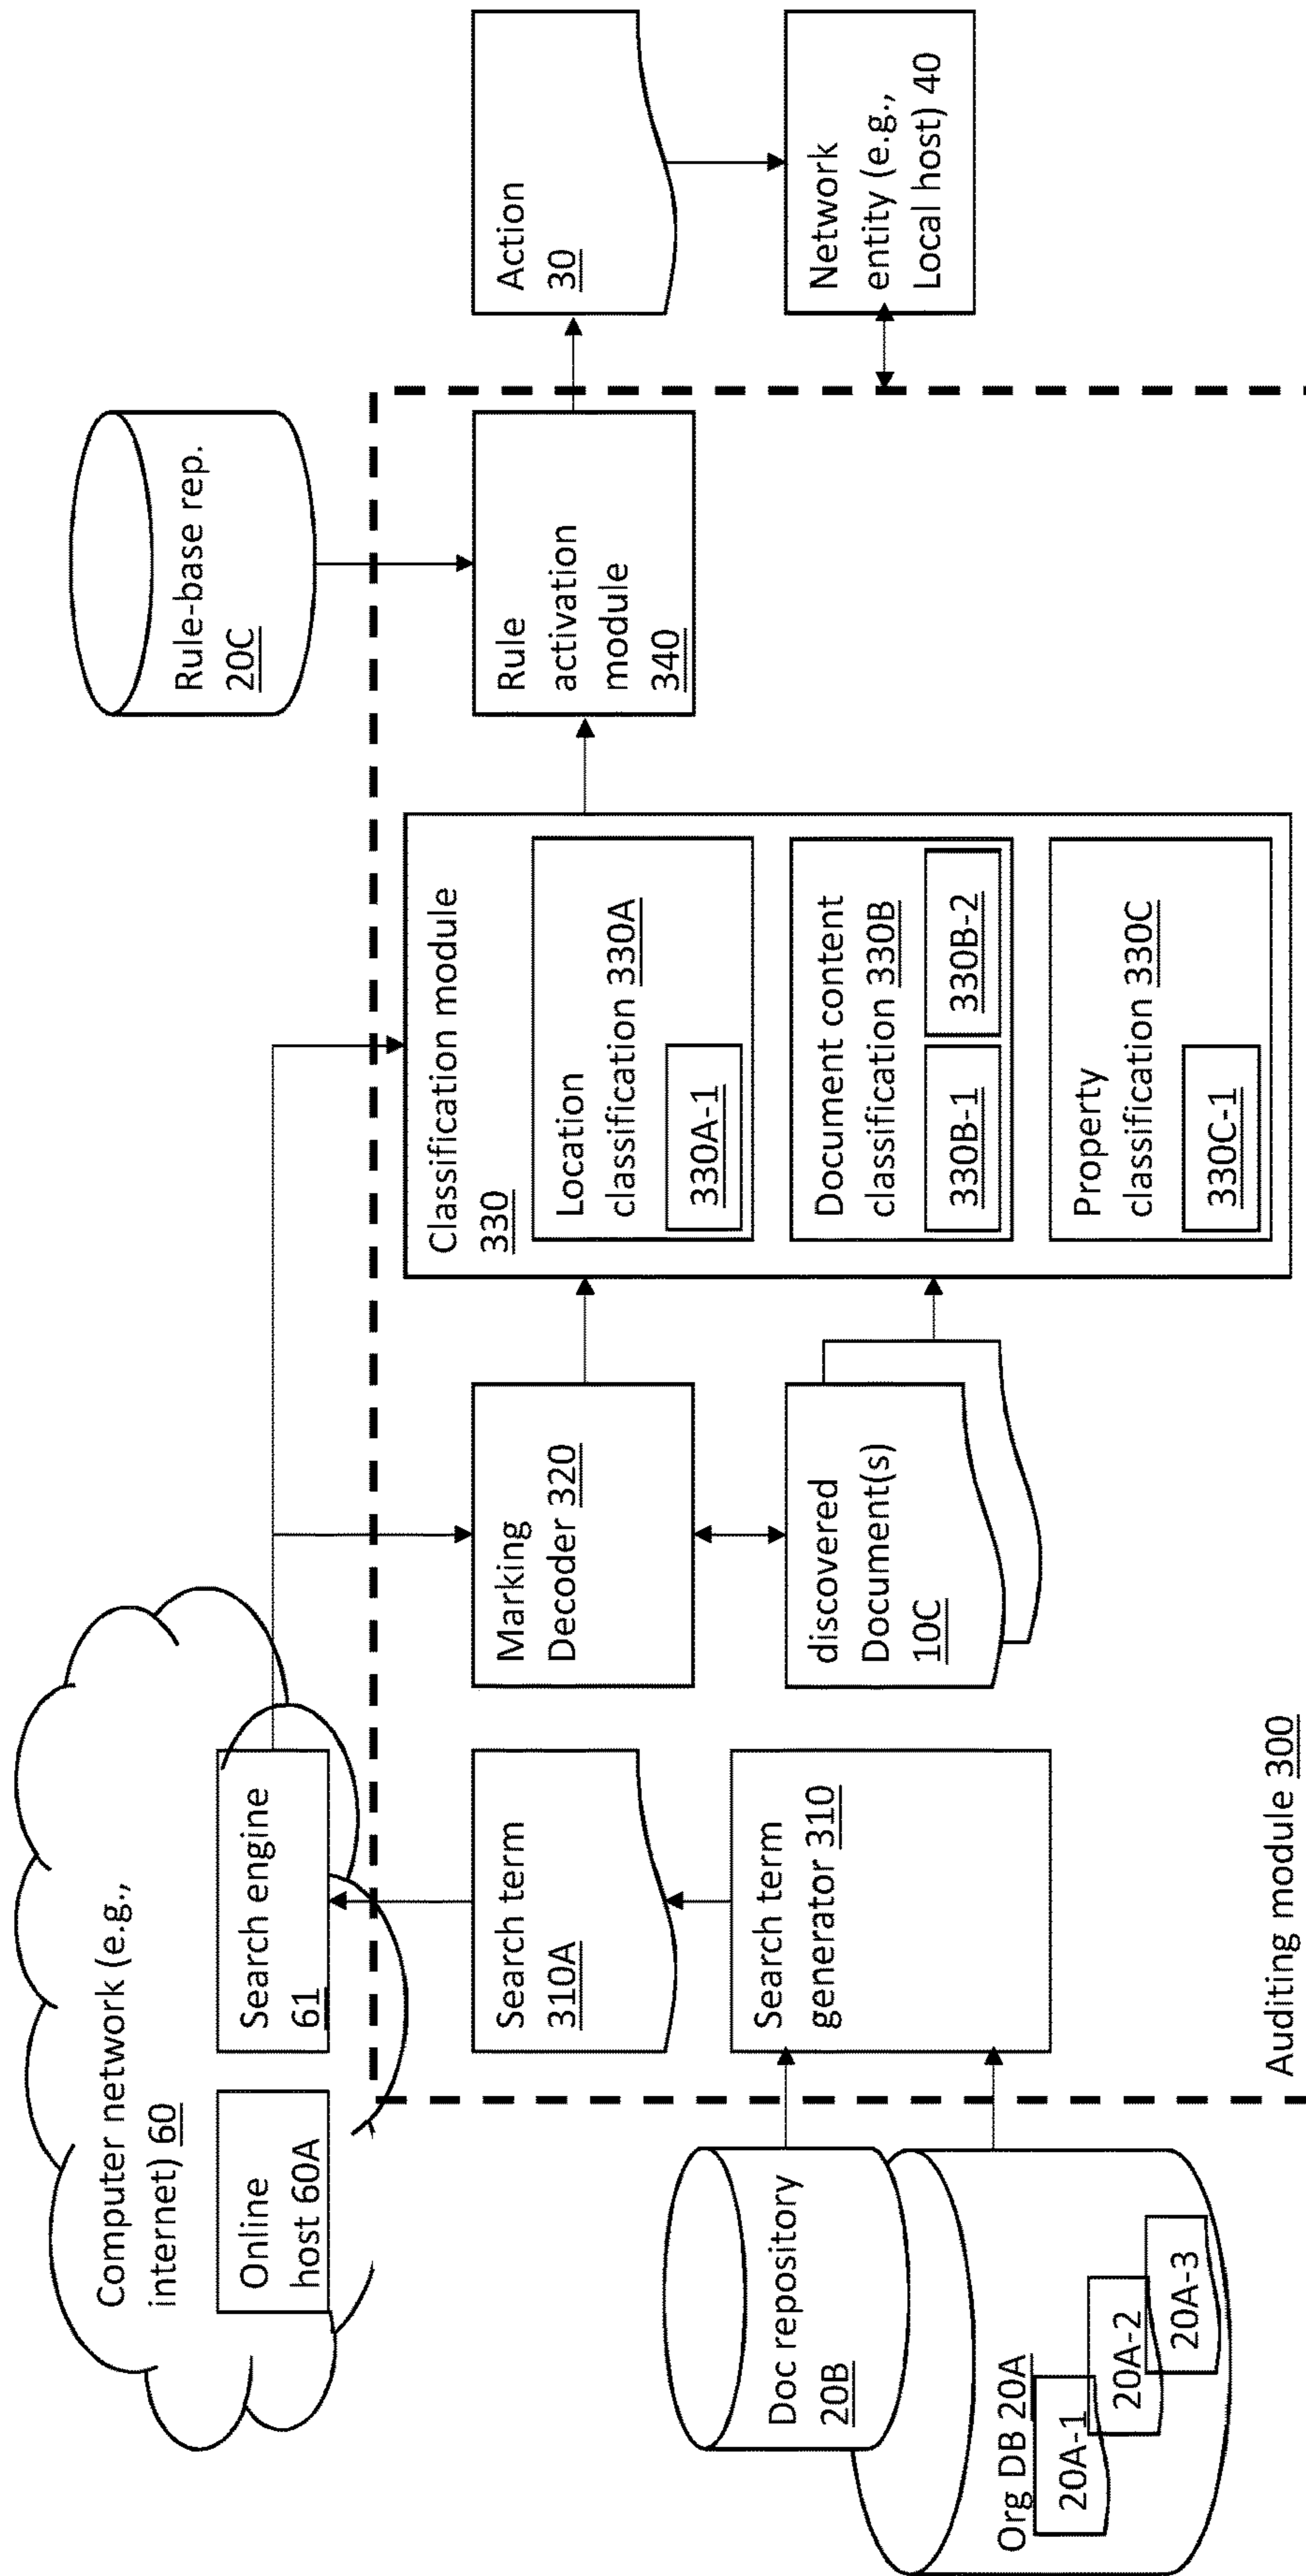 Computer network (e.g.,
internet) 60
Online
host 60A
Search engine
61
Rule-base rep.
20C
Doc repository
20B
Org DB 20A
20A-1
20A-2
20A-3
Search term
310A
Search term
generator 310
Marking
Decoder 320
discovered
Document(s)
10C
Classification module
330
Location
classification 330A
330A-1
Document content
classification 330B
330B-1
330B-2
Property
classification 330C
330C-1
Rule
activation
module
340
Action
30
Network
entity (e.g.,
Local host) 40
Auditing module 300